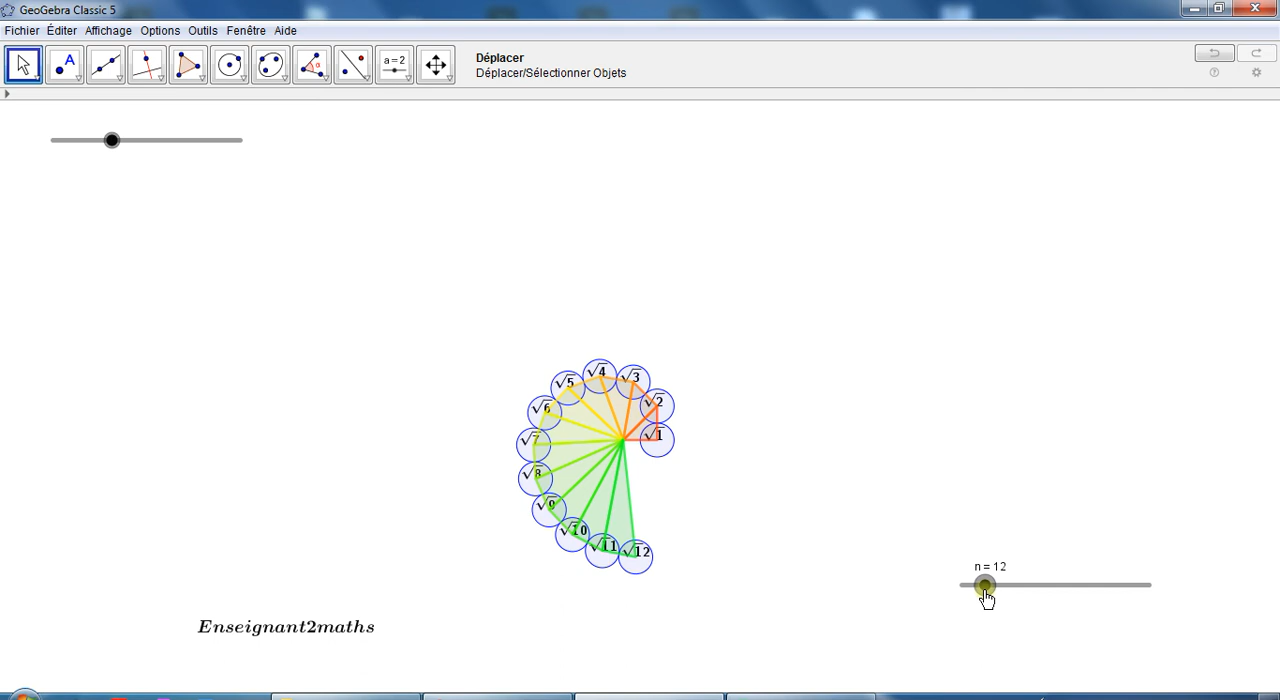 GeoGebra Classic 5
Fichier Éditer Affichage Options Outils Fenêtre Aide
A
a = 2
Déplacer
Déplacer/Sélectionner Objets
√4
√3
√5
√2
√6
√1
√7
√8
√9
√10
√11
√12
n = 12
Enseignant2maths